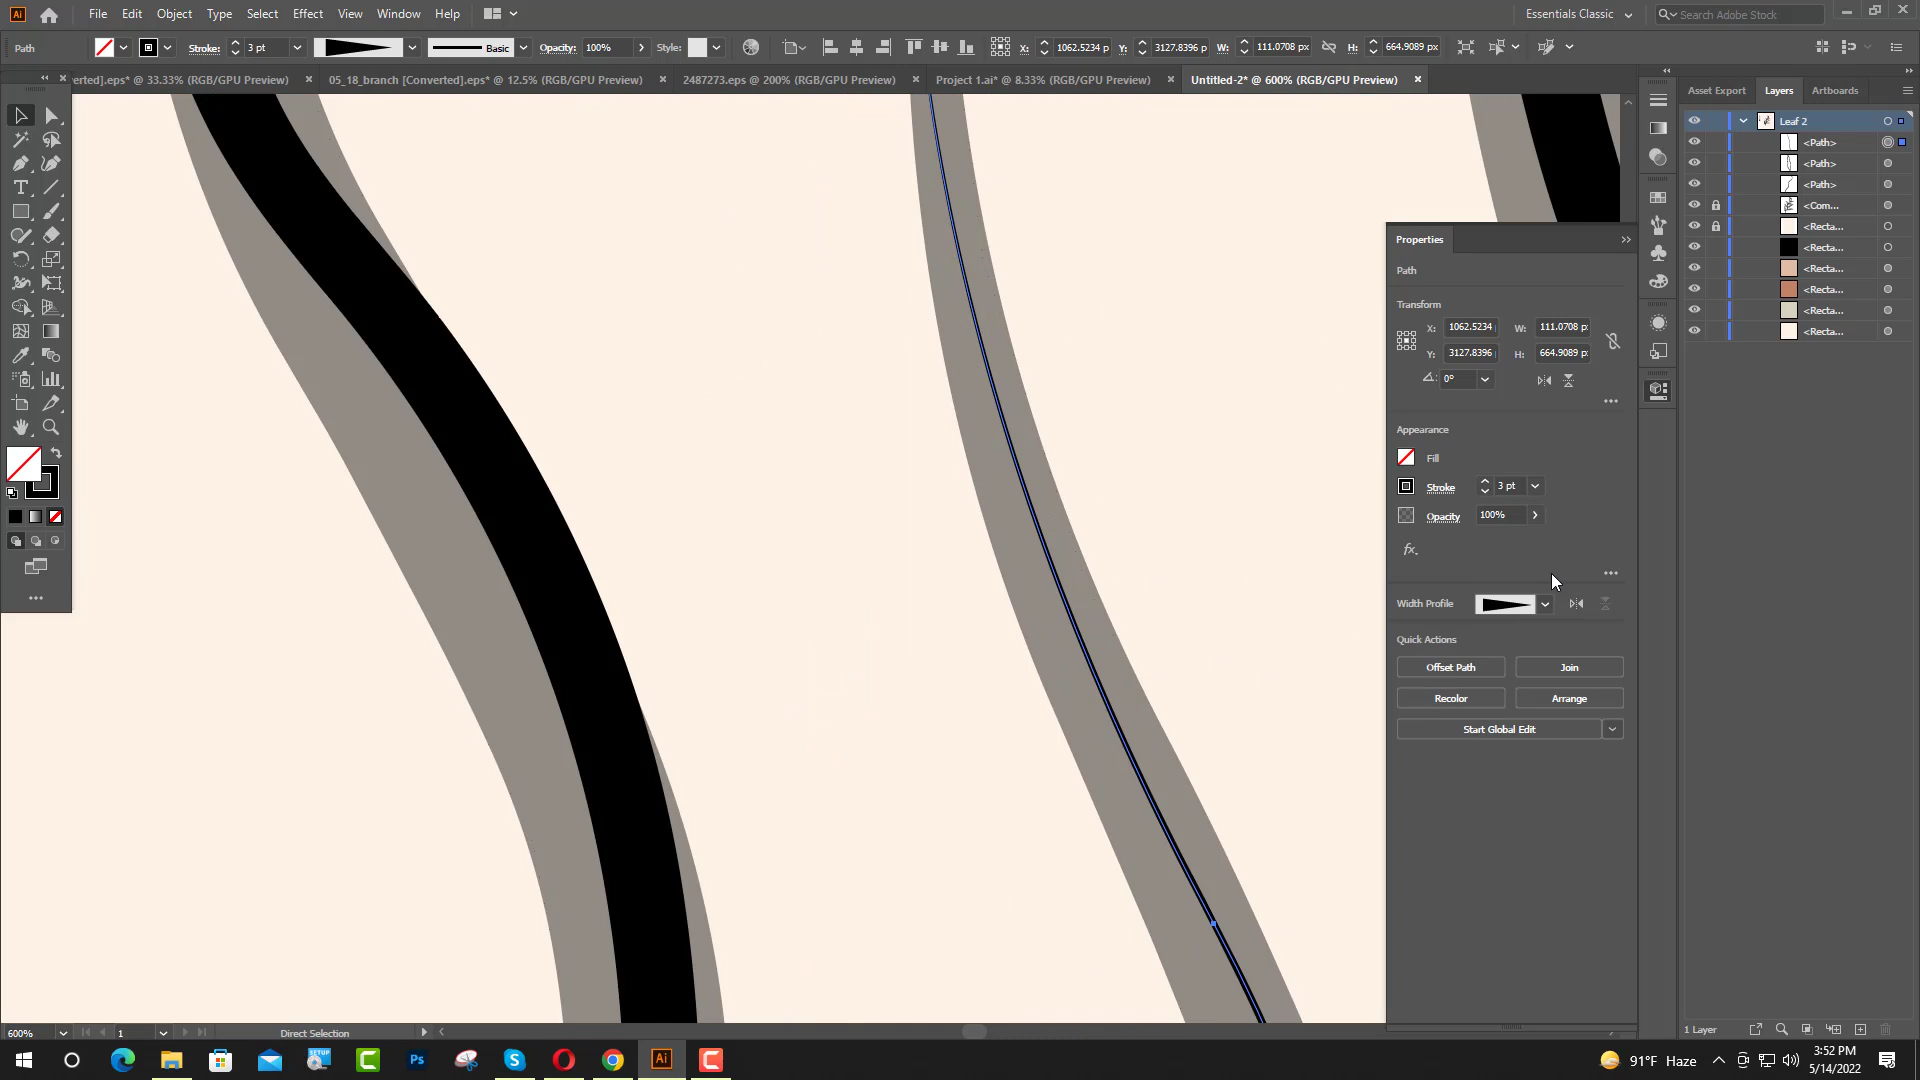 Ai File Edit Object Type Select Effect View Window Help Essentials Classic Search Adobe Stock
Path Stroke: 3 pt Basic Opacity: 100% Style: X: 1062.5234 p Y: 3127.8396 p W: 111.0708 px H: 664.9089 px
verted].eps* @ 33.33% (RGB/GPU Preview) 05_18_branch [Converted].eps* @ 12.5% (RGB/GPU Preview) 2487273.eps @ 200% (RGB/GPU Preview) Project 1.ai* @ 8.33% (RGB/GPU Preview) Untitled-2* @ 600% (RGB/GPU Preview)
Asset Export Layers Artboards
Leaf 2
<Path>
<Path>
<Path>
<Com...
<Recta...
<Recta...
<Recta...
<Recta...
<Recta...
<Recta...
Properties
Path
Transform
X: 1062.5234 W: 111.0708 px
Y: 3127.8396 H: 664.9089 px
0°
Appearance
Fill
Stroke 3 pt
Opacity 100%
fx.
Width Profile
Quick Actions
Offset Path Join
Recolor Arrange
Start Global Edit
600% 1 Direct Selection
1 Layer
SETUP Ps Ai 91°F Haze 3:52 PM
5/14/2022